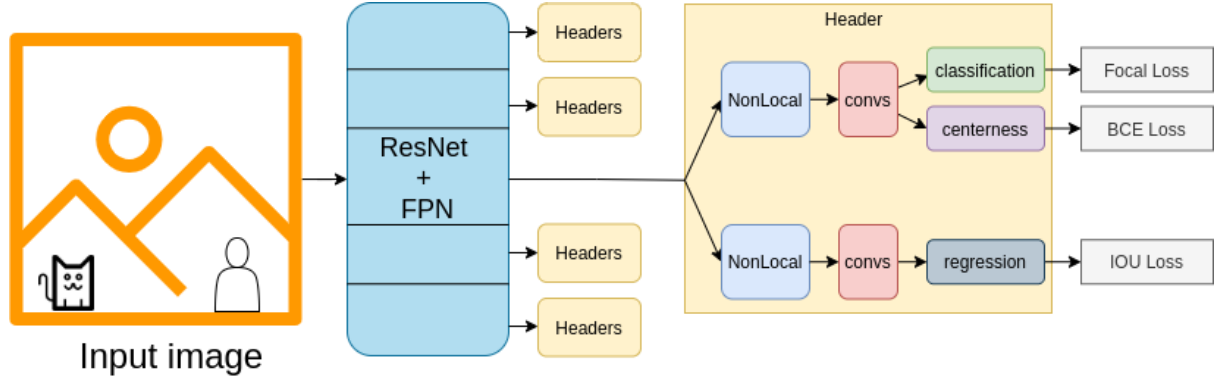 Headers
Headers
ResNet
+
FPN
Headers
Headers
Input image
Header
NonLocal
convs
classification
centerness
Focal Loss
BCE Loss
NonLocal
convs
regression
IOU Loss